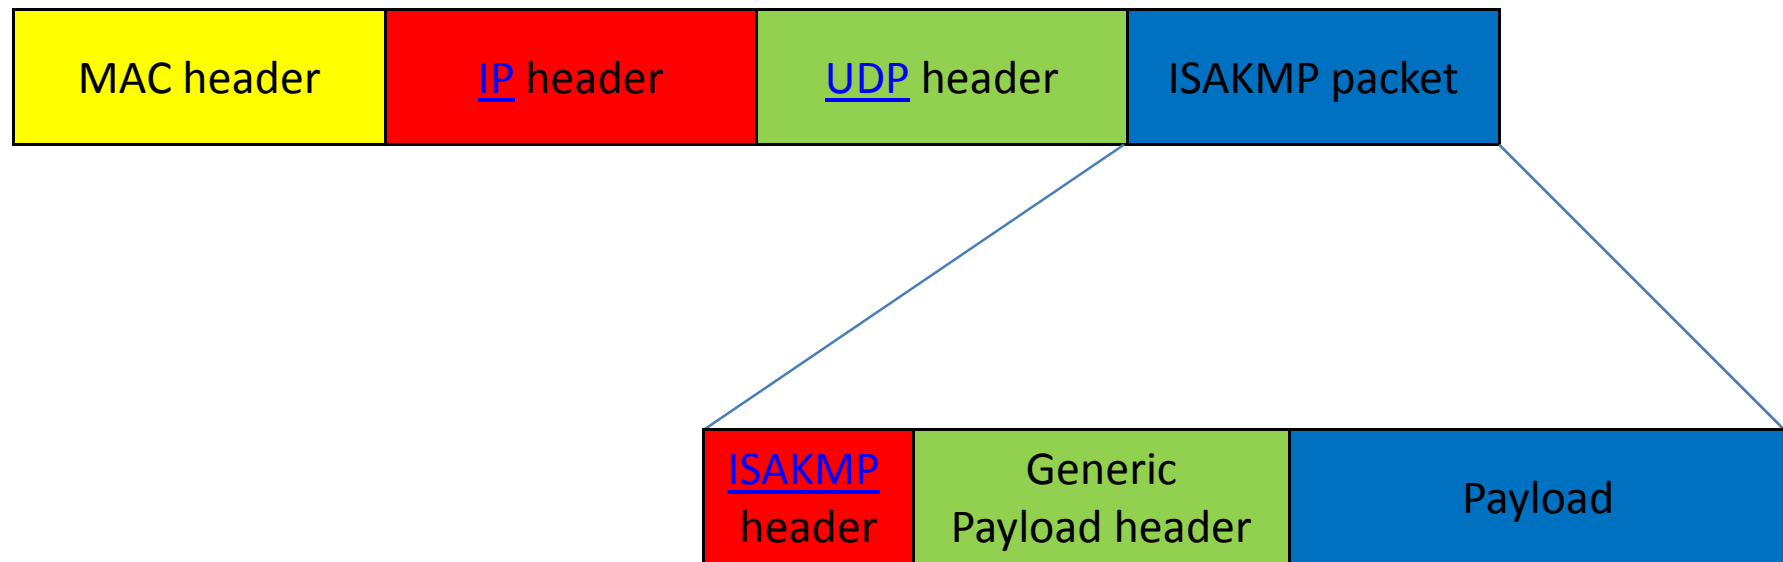 MAC header
IP header
UDP header
ISAKMP packet
ISAKMP
header
Generic
Payload header
Payload